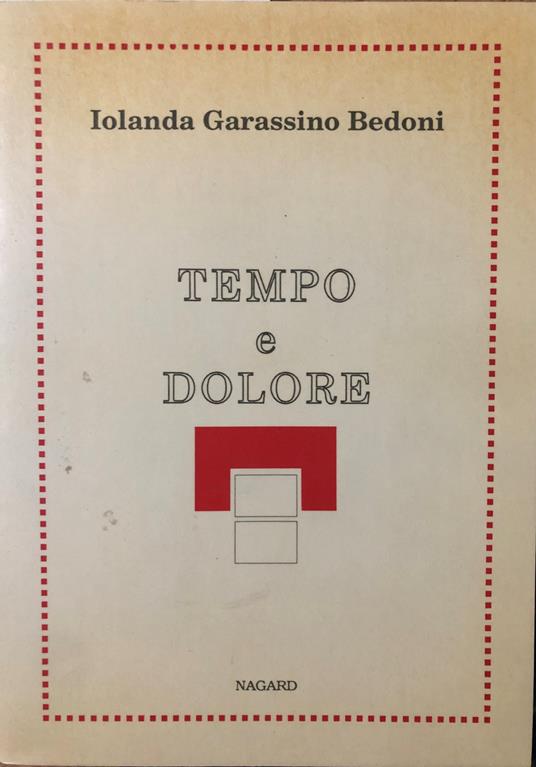 Iolanda Garassino Bedoni
TEMPO
e
DOLORE
NAGARD